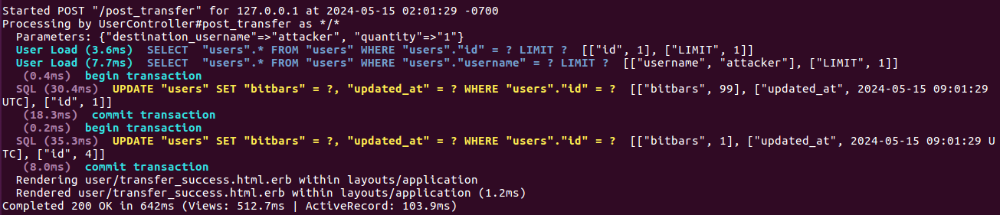 Started POST "/post_transfer" for 127.0.0.1 at 2024-05-15 02:01:29 -0700
Processing by UserController#post_transfer as */*
  Parameters: {"destination_username"=>"attacker", "quantity"=>"1"}
  User Load (3.6ms)  SELECT  "users".* FROM "users" WHERE "users"."id" = ? LIMIT ?  [["id", 1], ["LIMIT", 1]]
  User Load (7.7ms)  SELECT  "users".* FROM "users" WHERE "users"."username" = ? LIMIT ?  [["username", "attacker"], ["LIMIT", 1]]
   (0.4ms)  begin transaction
  SQL (30.4ms)  UPDATE "users" SET "bitbars" = ?, "updated_at" = ? WHERE "users"."id" = ?  [["bitbars", 99], ["updated_at", 2024-05-15 09:01:29
UTC], ["id", 1]]
   (18.3ms)  commit transaction
   (0.2ms)  begin transaction
  SQL (35.3ms)  UPDATE "users" SET "bitbars" = ?, "updated_at" = ? WHERE "users"."id" = ?  [["bitbars", 1], ["updated_at", 2024-05-15 09:01:29 U
TC], ["id", 4]]
   (8.0ms)  commit transaction
  Rendering user/transfer_success.html.erb within layouts/application
  Rendered user/transfer_success.html.erb within layouts/application (1.2ms)
Completed 200 OK in 642ms (Views: 512.7ms | ActiveRecord: 103.9ms)